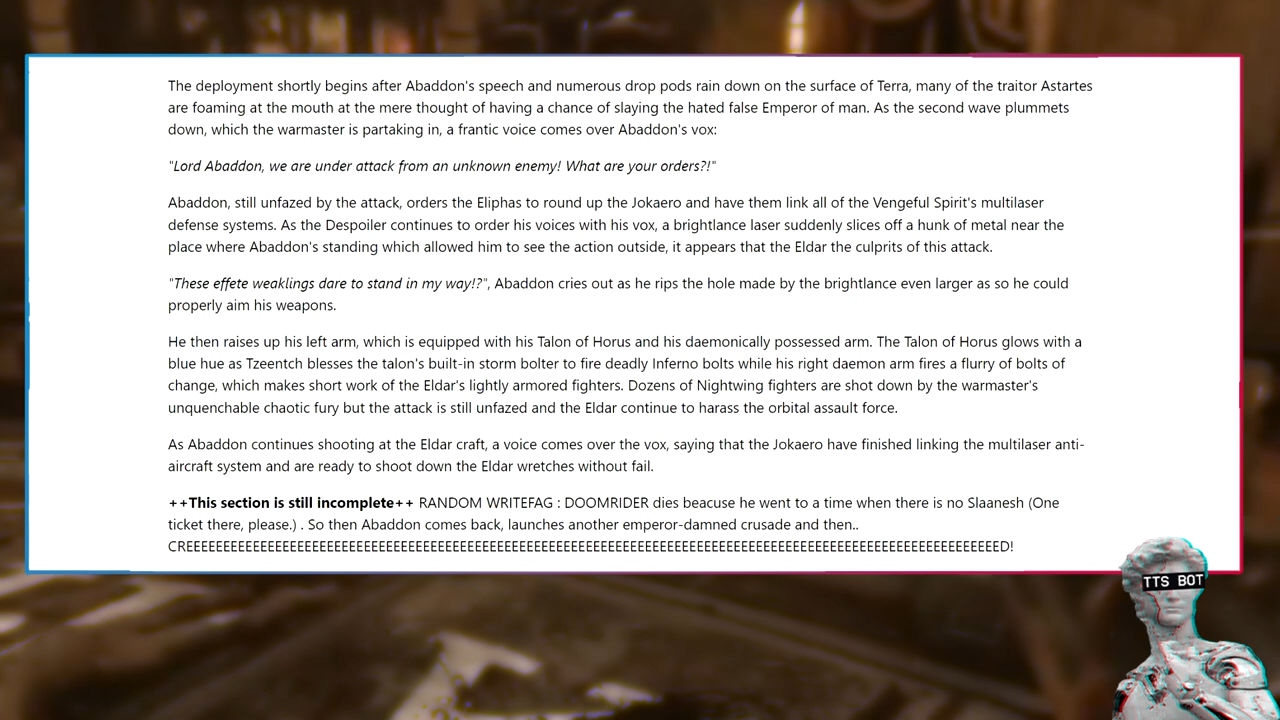 The deployment shortly begins after Abaddon's speech and numerous drop pods rain down on the surface of Terra, many of the traitor Astartes
are foaming at the mouth at the mere thought of having a chance of slaying the hated false Emperor of man. As the second wave plummets
down, which the warmaster is partaking in, a frantic voice comes over Abaddon's vox:
"Lord Abaddon, we are under attack from an unknown enemy! What are your orders?!"
Abaddon, still unfazed by the attack, orders the Eliphas to round up the Jokaero and have them link all of the Vengeful Spirit's multilaser
defense systems. As the Despoiler continues to order his voices with his vox, a brightlance laser suddenly slices off a hunk of metal near the
place where Abaddon's standing which allowed him to see the action outside, it appears that the Eldar the culprits of this attack.
"These effete weaklings dare to stand in my way!?", Abaddon cries out as he rips the hole made by the brightlance even larger as so he could
properly aim his weapons.
He then raises up his left arm, which is equipped with his Talon of Horus and his daemonically possessed arm. The Talon of Horus glows with a
blue hue as Tzeentch blesses the talon's built-in storm bolter to fire deadly Inferno bolts while his right daemon arm fires a flurry of bolts of
change, which makes short work of the Eldar's lightly armored fighters. Dozens of Nightwing fighters are shot down by the warmaster's
unquenchable chaotic fury but the attack is still unfazed and the Eldar continue to harass the orbital assault force.
As Abaddon continues shooting at the Eldar craft, a voice comes over the vox, saying that the Jokaero have finished linking the multilaser anti-
aircraft system and are ready to shoot down the Eldar wretches without fail.
++This section is still incomplete++ RANDOM WRITEFAG : DOOMRIDER dies beacuse he went to a time when there is no Slaanesh (One
ticket there, please.) . So then Abaddon comes back, launches another emperor-damned crusade and then..
CREEEEEEEEEEEEEEEEEEEEEEEEEEEEEEEEEEEEEEEEEEEEEEEEEEEEEEEEEEEEEEEEEEEEEEEEEEEEEEEEEEEEEEEEEEEEEEEEEEEEEEEEEEEEED!
TTS BOT